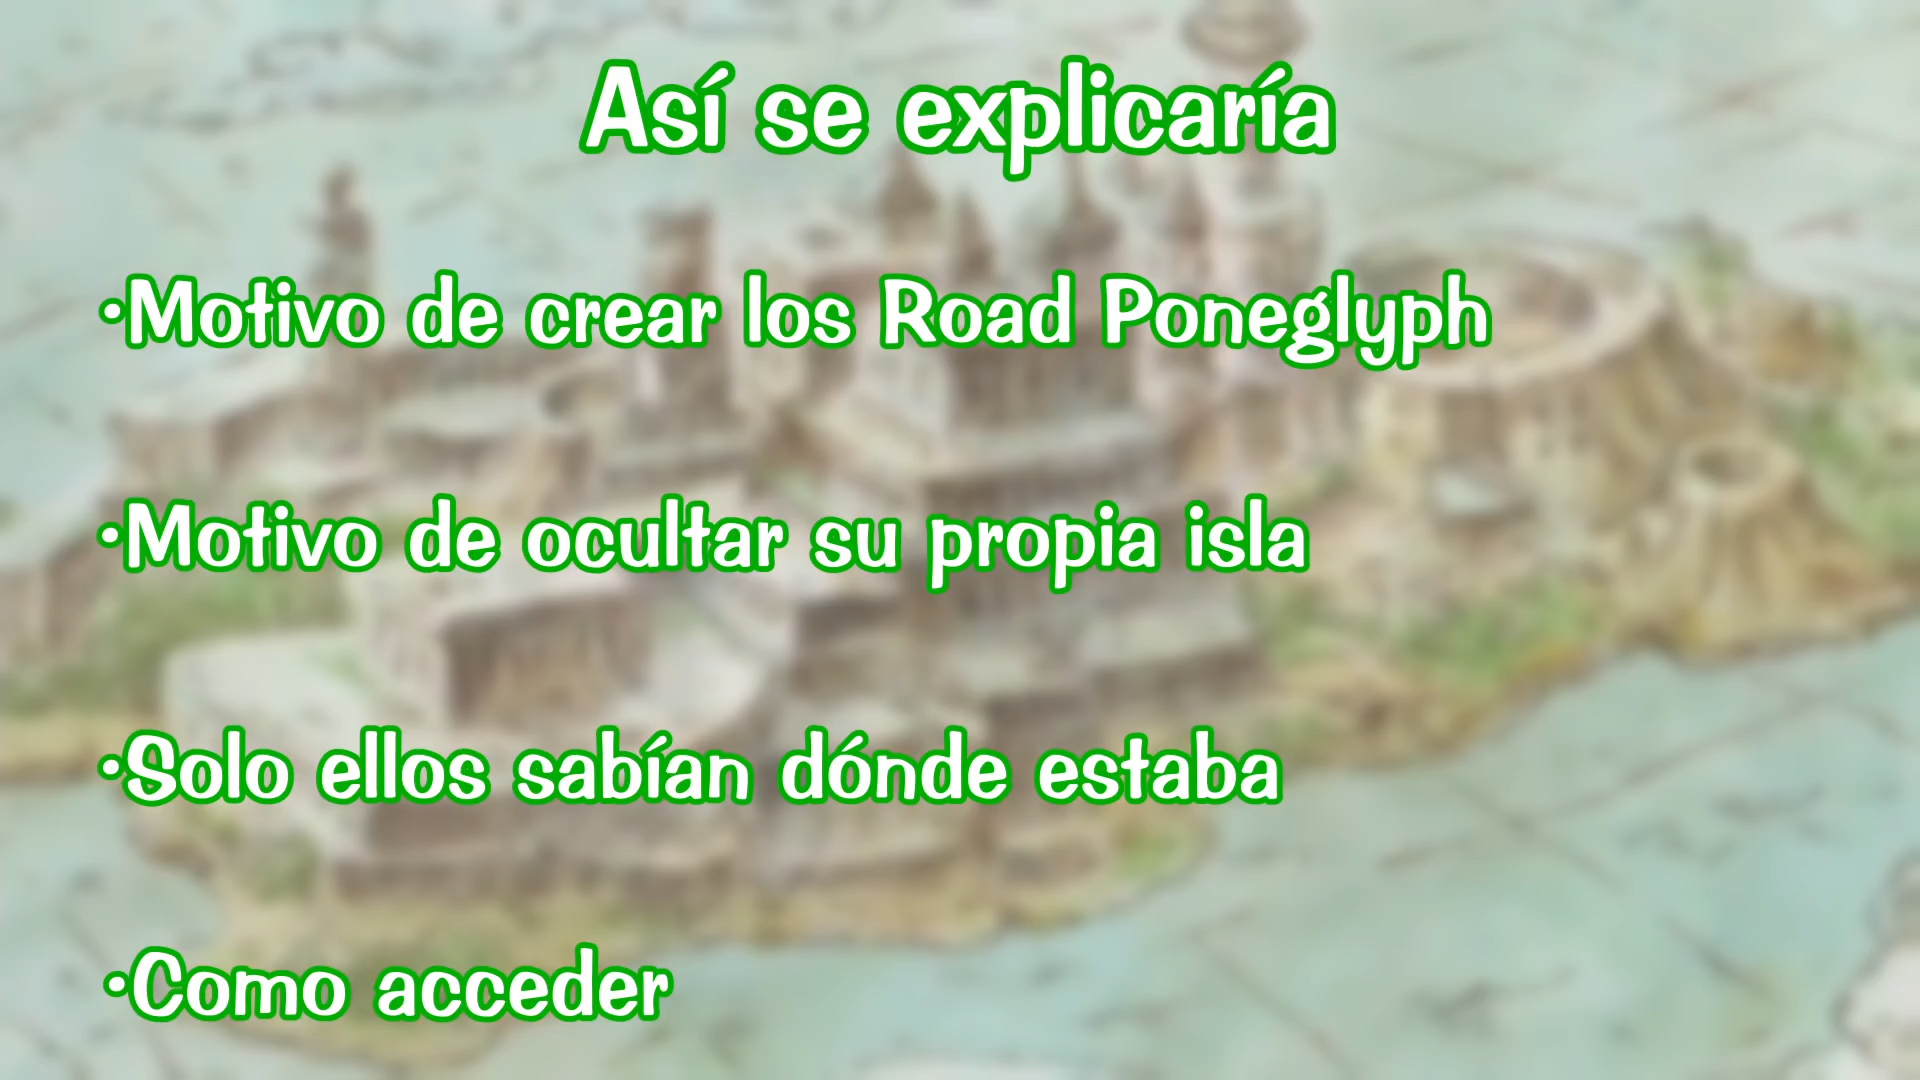 Así se explicaría
·Motivo de crear los Road Poneglyph
·Motivo de ocultar su propia isla
·Solo ellos sabían dónde estaba
·Como acceder